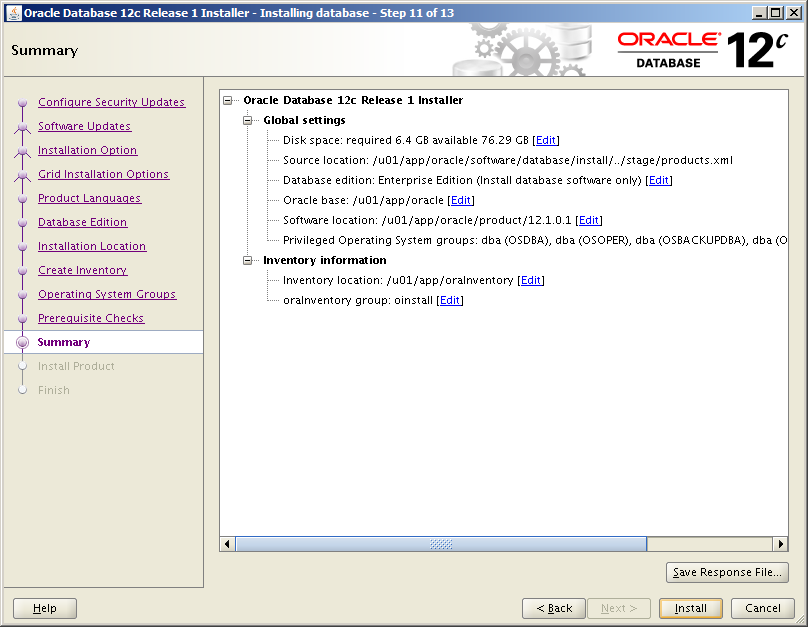 Oracle Database 12c Release 1 Installer - Installing database - Step 11 of 13
Summary
ORACLE®
DATABASE
12c
Configure Security Updates
Software Updates
Installation Option
Grid Installation Options
Product Languages
Database Edition
Installation Location
Create Inventory
Operating System Groups
Prerequisite Checks
Summary
Install Product
Finish
Oracle Database 12c Release 1 Installer
Global settings
Disk space: required 6.4 GB available 76.29 GB [Edit]
Source location: /u01/app/oracle/software/database/install/../stage/products.xml
Database edition: Enterprise Edition (Install database software only) [Edit]
Oracle base: /u01/app/oracle [Edit]
Software location: /u01/app/oracle/product/12.1.0.1 [Edit]
Privileged Operating System groups: dba (OSDBA), dba (OSOPER), dba (OSBACKUPDBA), dba (O
Inventory information
Inventory location: /u01/app/oraInventory [Edit]
oraInventory group: oinstall [Edit]
Save Response File...
Help
< Back
Next >
Install
Cancel